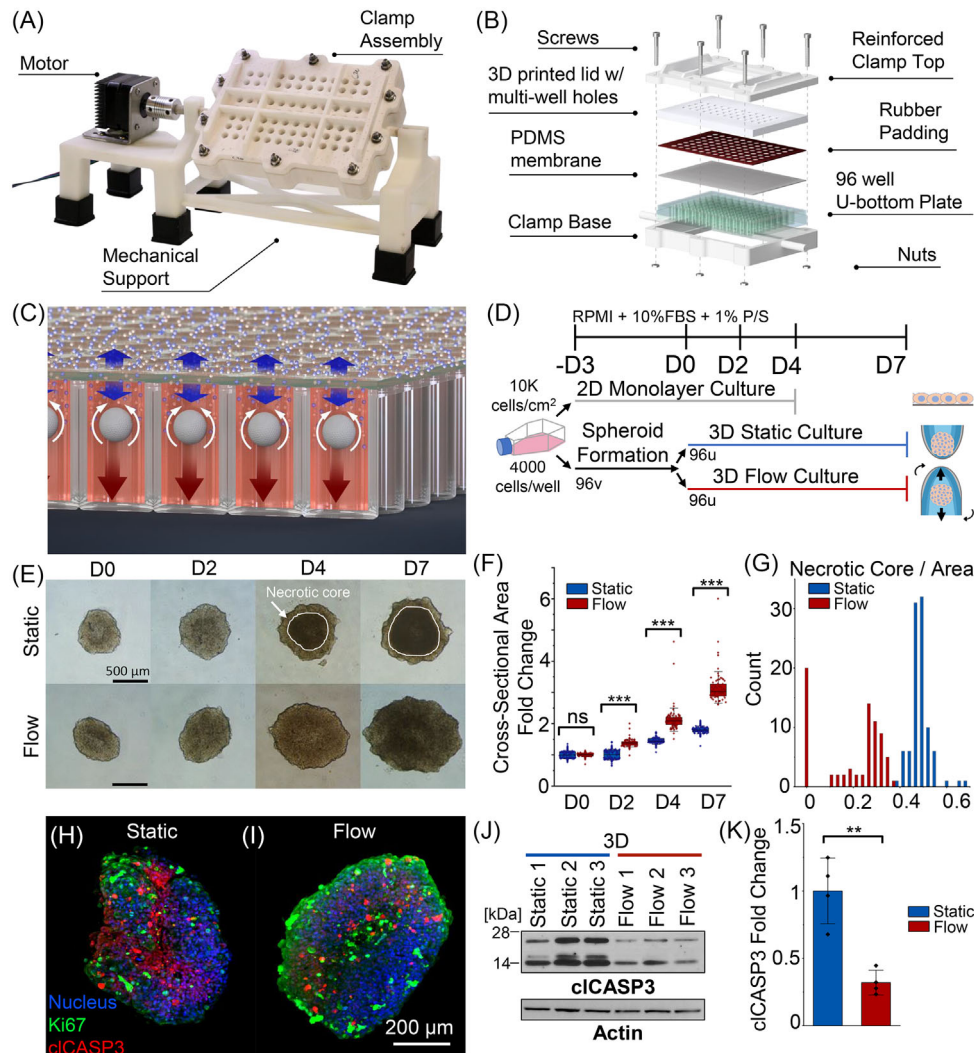 (A)
Clamp
Assembly
Motor
Mechanical
Support
(B)
Screws
3D printed lid w/
multi-well holes
PDMS
membrane
Clamp Base
Reinforced
Clamp Top
Rubber
Padding
96 well
U-bottom Plate
Nuts
(C)
(D)
RPMI + 10%FBS + 1% P/S
-D3 D0 D2 D4 D7
10K
cells/cm²
2D Monolayer Culture
Spheroid
Formation
4000
cells/well
96v
3D Static Culture
96u
3D Flow Culture
96u
(E)
D0 D2 D4 D7
Static
Necrotic core
500 µm
Flow
(F)
Static
Flow
Cross-Sectional Area
Fold Change
6
4
2
0
ns
***
***
***
D0 D2 D4 D7
(G) Necrotic Core / Area
Static
Flow
Count
30
20
10
0
0 0.2 0.4 0.6
(H) Static
Nucleus
Ki67
clCASP3
(I) Flow
200 µm
(J)
3D
Static 1 Static 2 Static 3 Flow 1 Flow 2 Flow 3
[kDa]
28
14
clCASP3
Actin
(K)
clCASP3 Fold Change
1.5
1
0.5
0
**
Static
Flow